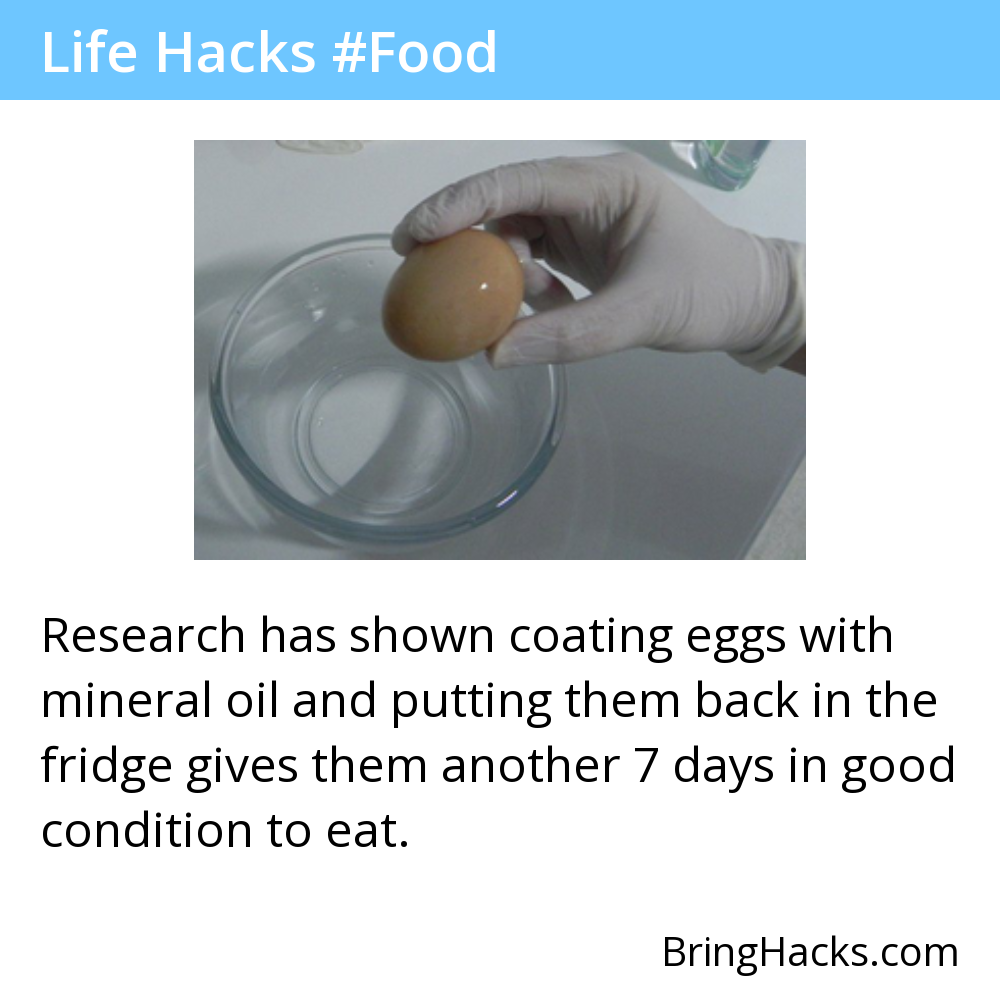 Life Hacks #Food
Research has shown coating eggs with
mineral oil and putting them back in the
fridge gives them another 7 days in good
condition to eat.
BringHacks.com